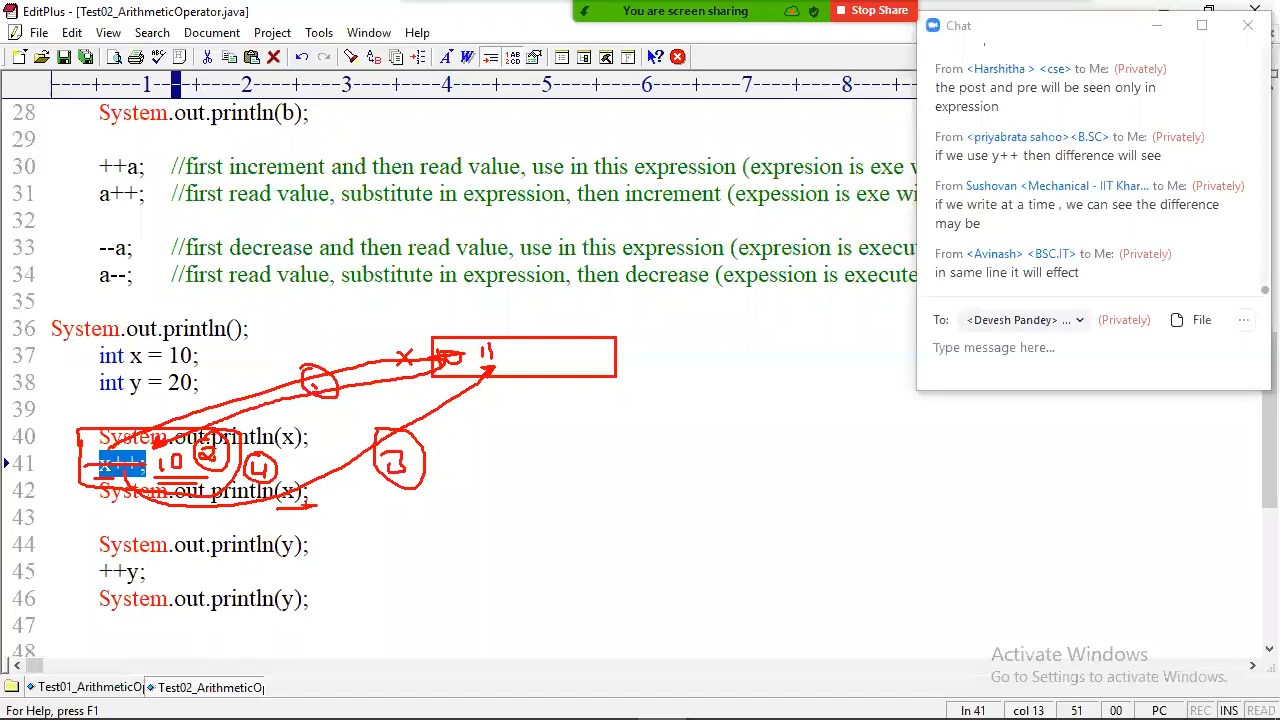 EditPlus - [Test02_ArithmeticOperator.java]
You are screen sharing
Stop Share
File Edit View Search Document Project Tools Window Help
----+----1----+----2----+----3----+----4----+----5----+----6----+----7----+----8----+
28 System.out.println(b);
29
30 ++a; //first increment and then read value, use in this expression (expresion is exe w
31 a++; //first read value, substitute in expression, then increment (expession is exe wi
32
33 --a; //first decrease and then read value, use in this expression (expresion is execu
34 a--; //first read value, substitute in expression, then decrease (expession is execute
35
36 System.out.println();
37 int x = 10;
38 int y = 20;
39
40 System.out.println(x);
41 x++; 10 2 4 3
42 System.out.println(x);
43
44 System.out.println(y);
45 ++y;
46 System.out.println(y);
47
48
x 10 11
Chat
From <Harshitha > <cse> to Me: (Privately)
the post and pre will be seen only in
expression
From <priyabrata sahoo><B.SC> to Me: (Privately)
if we use y++ then difference will see
From Sushovan <Mechanical - IIT Khar... to Me: (Privately)
if we write at a time , we can see the difference
may be
From <Avinash> <BSC.IT> to Me: (Privately)
in same line it will effect
To: <Devesh Pandey> ... (Privately) File ...
Type message here...
Activate Windows
Go to Settings to activate Windows.
Test01_ArithmeticOp Test02_ArithmeticOp
For Help, press F1 ln 41 col 13 51 00 PC REC INS READ